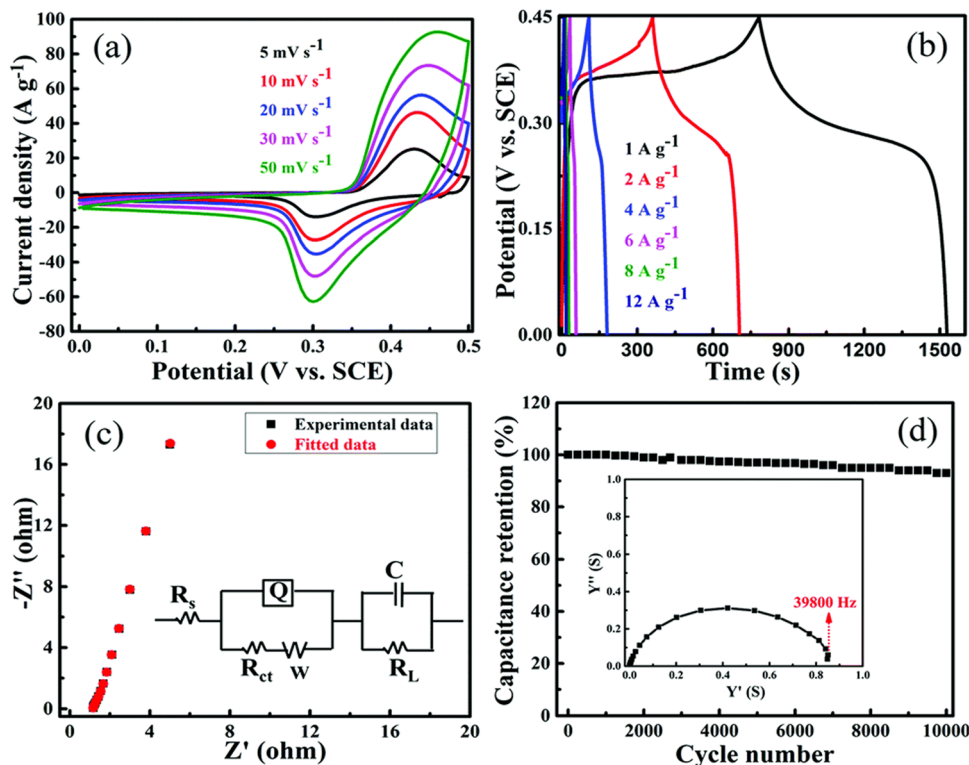 (a)
5 mV s-1
10 mV s-1
20 mV s-1
30 mV s-1
50 mV s-1
100
80
60
40
20
0
-20
-40
-60
-80
Current density (A g-1)
0.0 0.1 0.2 0.3 0.4 0.5
Potential (V vs. SCE)
(b)
1 A g-1
2 A g-1
4 A g-1
6 A g-1
8 A g-1
12 A g-1
0.45
0.30
0.15
0.00
Potential (V vs. SCE)
0 300 600 900 1200 1500
Time (s)
(c)
Experimental data
Fitted data
20
16
12
8
4
0
-Z'' (ohm)
Rs
Q
Rct
W
C
RL
0 4 8 12 16 20
Z' (ohm)
(d)
120
100
80
60
40
20
0
Capacitance retention (%)
1.0
0.8
0.6
0.4
0.2
0.0
Y'' (S)
39800 Hz
0.0 0.2 0.4 0.6 0.8 1.0
Y' (S)
0 2000 4000 6000 8000 10000
Cycle number